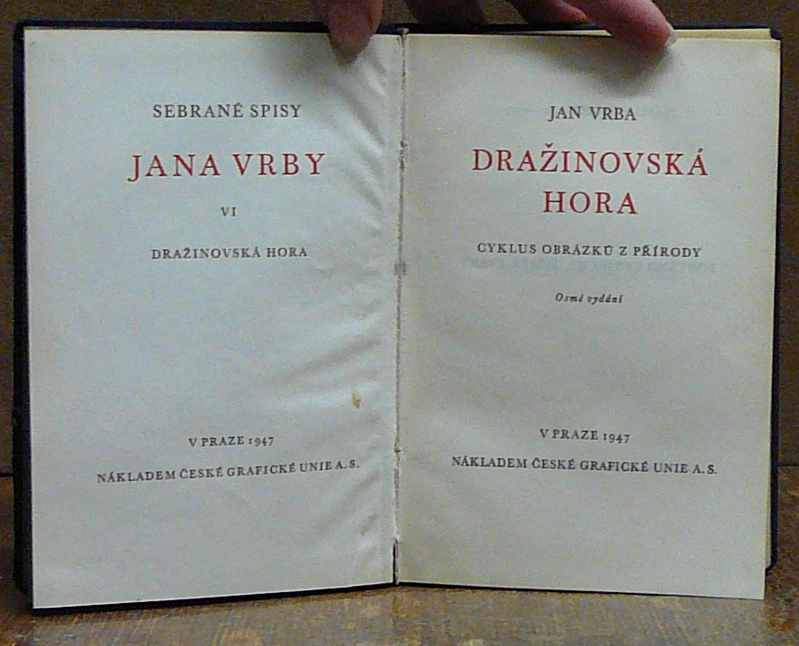 SEBRANÉ SPISY
JANA VRBY
VI
DRAŽINOVSKÁ HORA
V PRAZE 1947
NÁKLADEM ČESKÉ GRAFICKÉ UNIE A. S.
JAN VRBA
DRAŽINOVSKÁ
HORA
CYKLUS OBRÁZKŮ Z PŘÍRODY
Osmé vydání
V PRAZE 1947
NÁKLADEM ČESKÉ GRAFICKÉ UNIE A. S.